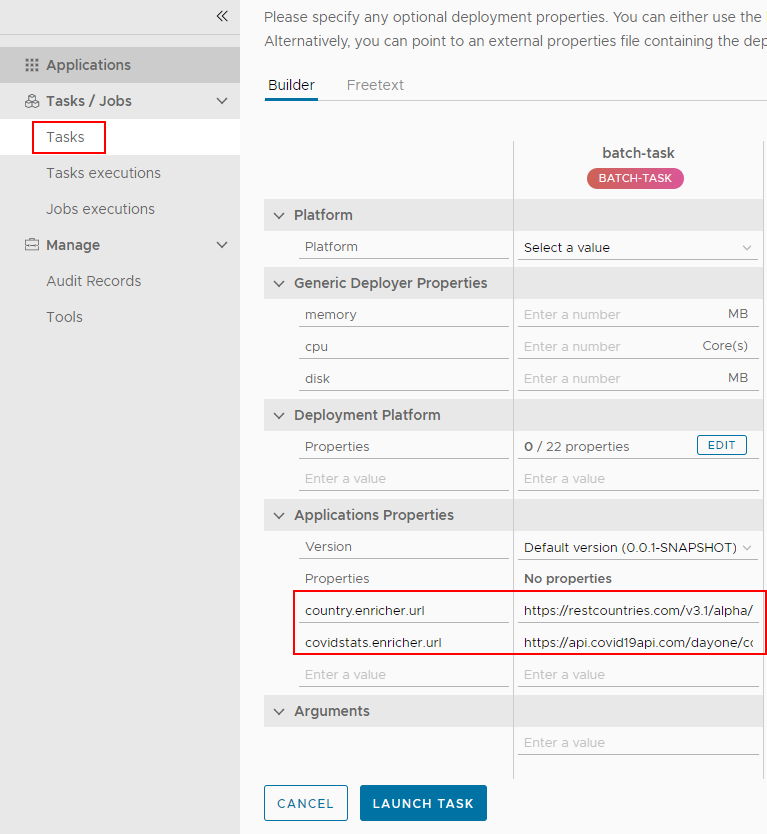 Please specify any optional deployment properties. You can either use the
Alternatively, you can point to an external properties file containing the dep
Applications
Tasks / Jobs
Tasks
Tasks executions
Jobs executions
Manage
Audit Records
Tools
Builder Freetext
batch-task
BATCH-TASK
Platform
Platform Select a value
Generic Deployer Properties
memory Enter a number MB
cpu Enter a number Core(s)
disk Enter a number MB
Deployment Platform
Properties 0 / 22 properties EDIT
Enter a value Enter a value
Applications Properties
Version Default version (0.0.1-SNAPSHOT)
Properties No properties
country.enricher.url https://restcountries.com/v3.1/alpha/
covidstats.enricher.url https://api.covid19api.com/dayone/cc
Enter a value Enter a value
Arguments
Enter a value
CANCEL LAUNCH TASK